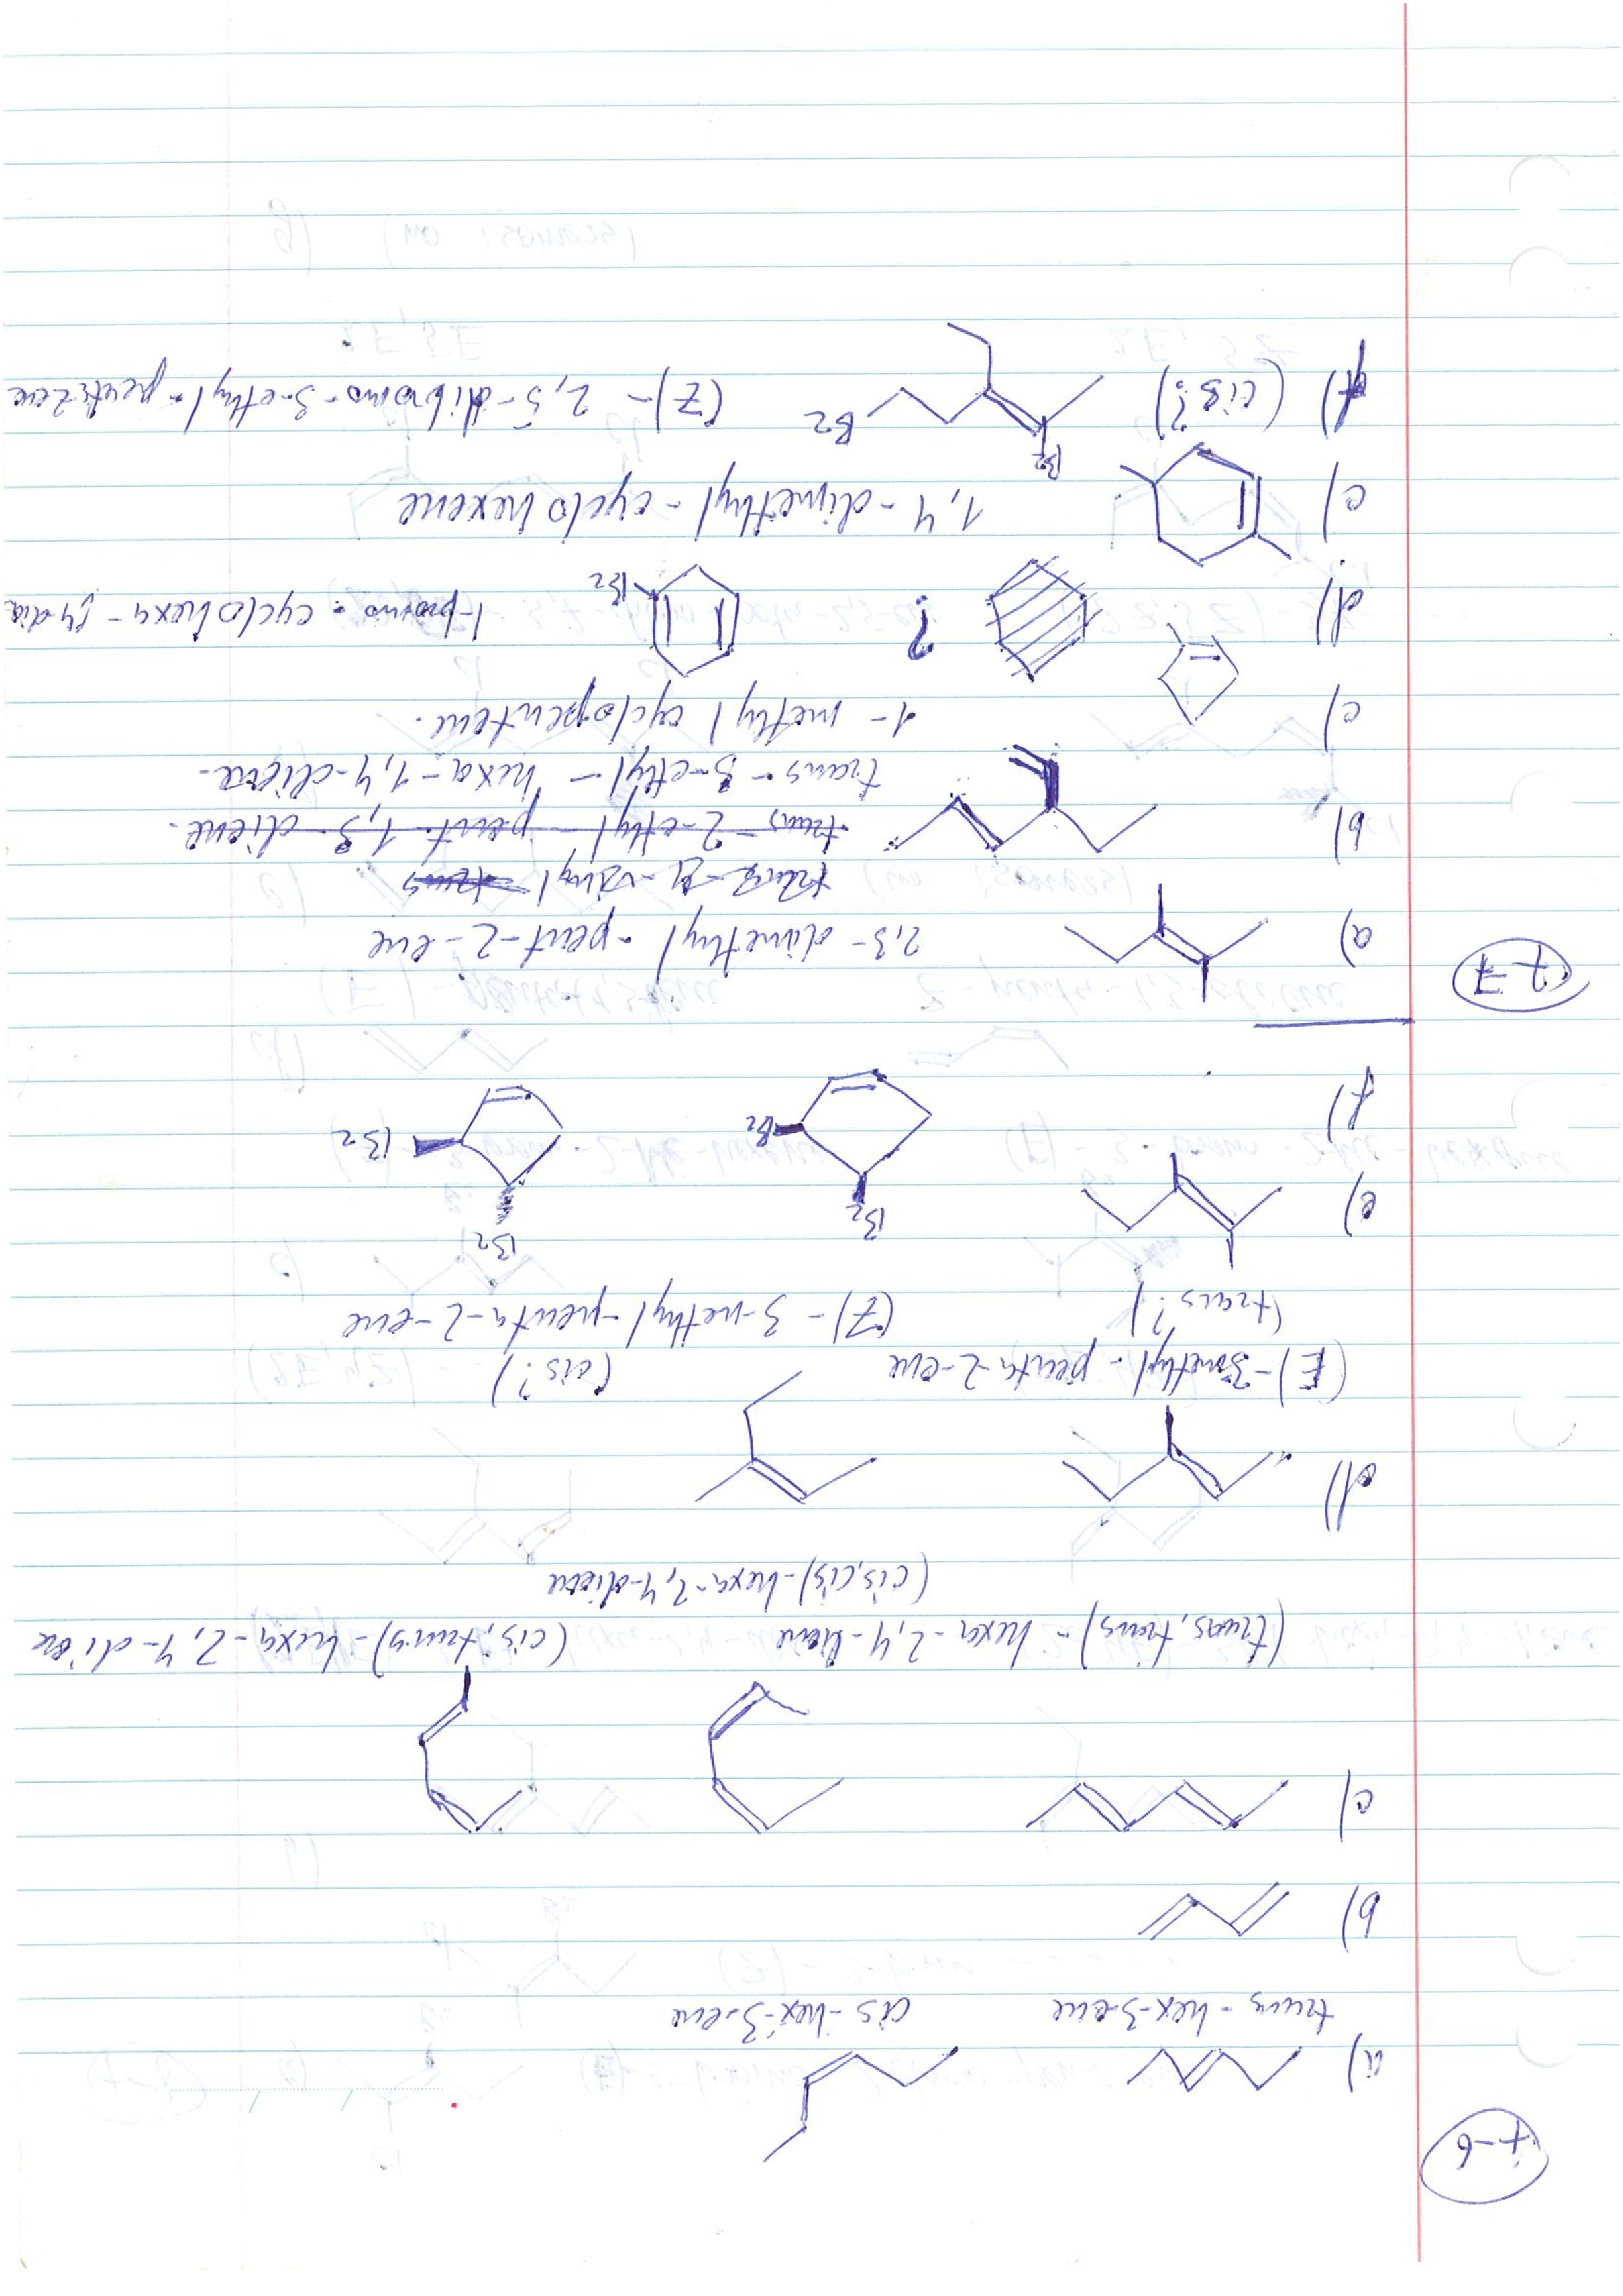 7-6
a)
trans - hex-3-ene cis - hex-3-ene
b)
c)
(trans, trans) - hexa-2,4-diene (cis, trans) - hexa-2,4-diene
(cis, cis) - hexa-2,4-diene
d)
(E) - 3methyl - penta-2-ene (cis?)
(trans?) (Z) - 3-methyl-penta-2-ene
e)
Br Br
f) Br Br
7-7
a) 2,3-dimethyl-pent-2-ene
b) trans - 2-ethyl - pent-1,3-diene.
trans - 3-ethyl - hexa-1,4-diene.
c) 1-methyl cyclopentene.
d) ? Br 1-bromo-cyclohexa-1,4-die
e) 1,4-dimethyl-cyclohexene
Br
f) (cis?) Br (Z) - 2,5-dibromo-3-ethyl-pent-2-ene